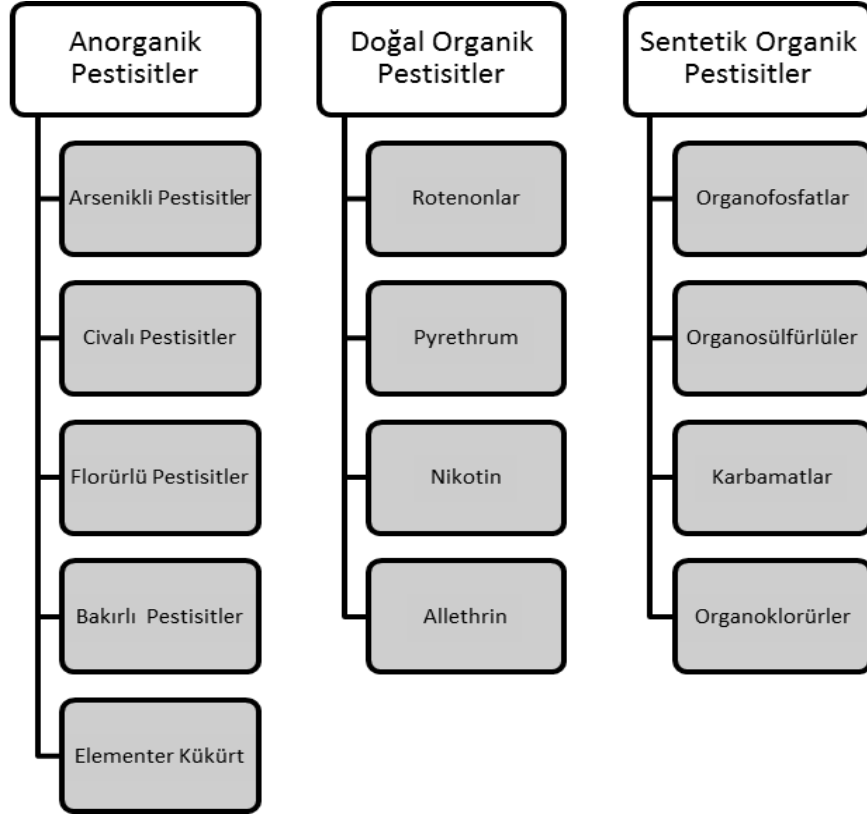 Anorganik
Pestisitler
Arsenikli Pestisitler
Civalı Pestisitler
Florürlü Pestisitler
Bakırlı Pestisitler
Elementer Kükürt
Doğal Organik
Pestisitler
Rotenonlar
Pyrethrum
Nikotin
Allethrin
Sentetik Organik
Pestisitler
Organofosfatlar
Organosülfürlüler
Karbamatlar
Organoklorürler